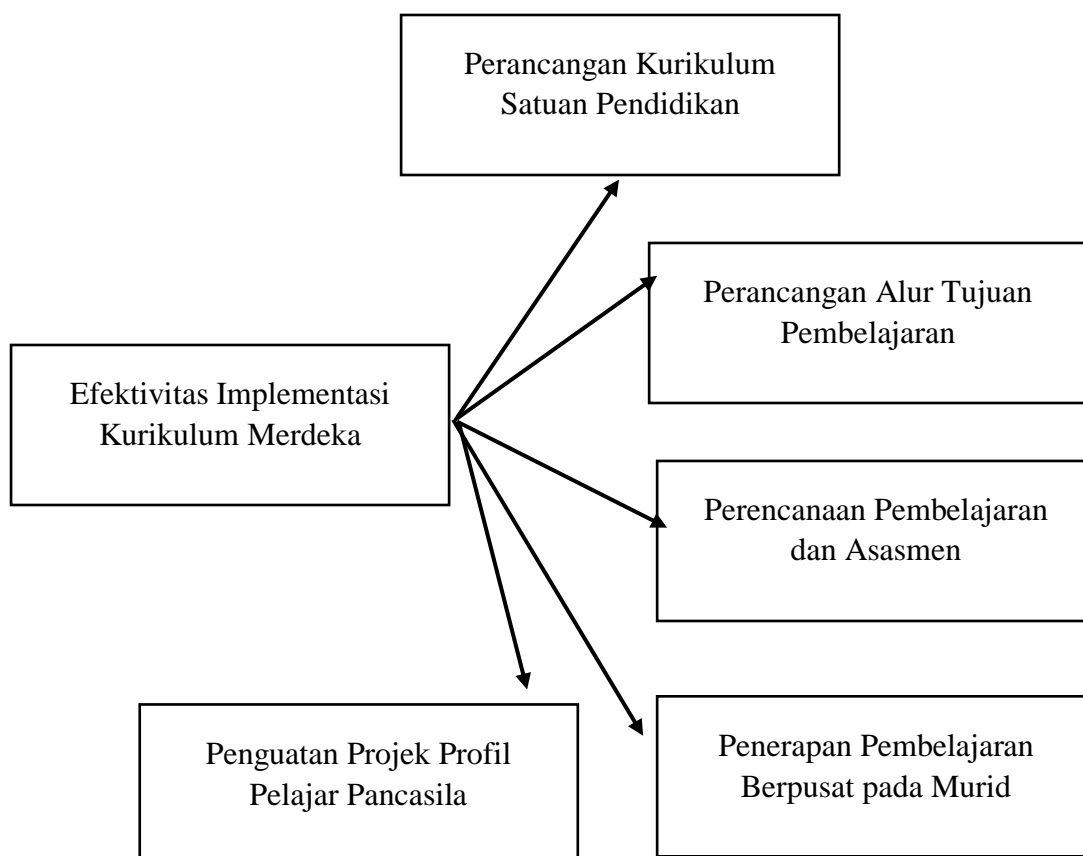 Perancangan Kurikulum
Satuan Pendidikan
Perancangan Alur Tujuan
Pembelajaran
Efektivitas Implementasi
Kurikulum Merdeka
Perencanaan Pembelajaran
dan Asasmen
Penguatan Projek Profil
Pelajar Pancasila
Penerapan Pembelajaran
Berpusat pada Murid